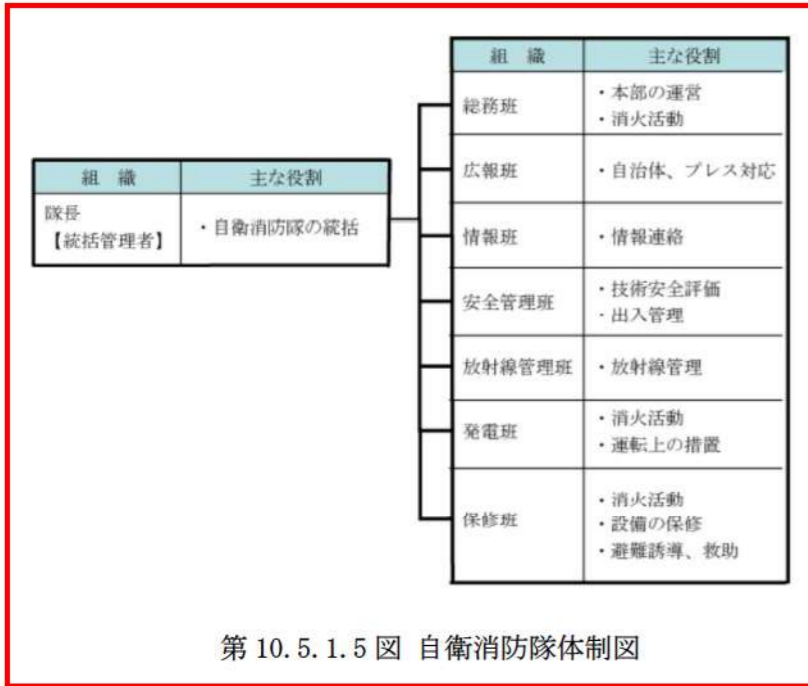 組　織　主な役割
隊長　・自衛消防隊の統括
【統括管理者】
組　織　主な役割
総務班　・本部の運営
・消火活動
広報班　・自治体、プレス対応
情報班　・情報連絡
安全管理班　・技術安全評価
・出入管理
放射線管理班　・放射線管理
発電班　・消火活動
・運転上の措置
保修班　・消火活動
・設備の保修
・避難誘導、救助
第 10.5.1.5 図 自衛消防隊体制図